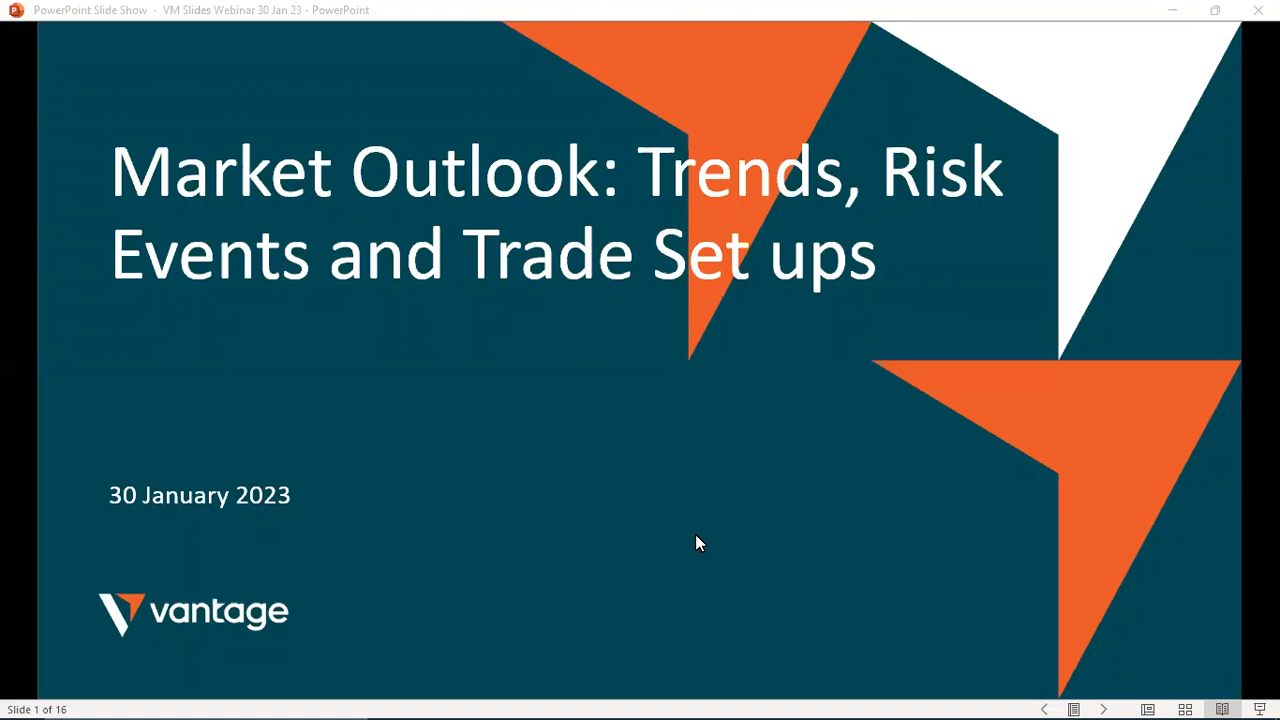 PowerPoint Slide Show - VM Slides Webinar 30 Jan 23 - PowerPoint
Market Outlook: Trends, Risk
Events and Trade Set ups
30 January 2023
vantage
Slide 1 of 16